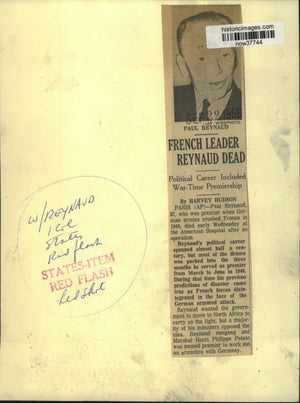 historicimages.com
now37744
SEP 22 1966
(AP WIREPHOTO)
PAUL REYNAUD
FRENCH LEADER
REYNAUD DEAD
Political Career Included
War-Time Premiership
By HARVEY HUDSON
PARIS (AP)—Paul Reynaud,
87, who was premier when Ger-
man armies crushed France in
1940, died early Wednesday at
the American Hospital after an
operation.
Reynaud's political career
spanned almost half a cen-
tury, but most of the drama
was packed into the three
months he served as premier
from March to June in 1940.
During that time his previous
predictions of disaster came
true as French forces disin-
tegrated in the face of the
German armored attack.
Reynaud wanted the govern-
ment to move to North Africa to
carry on the fight, but a major-
ity of his ministers opposed the
idea. Reynaud resigned and
Marshal Henri Philippe Petain
was named premier to work out
an armistice with Germany.
W/REYNAUD
1 Col
States
Red flash
STATES-ITEM
RED FLASH